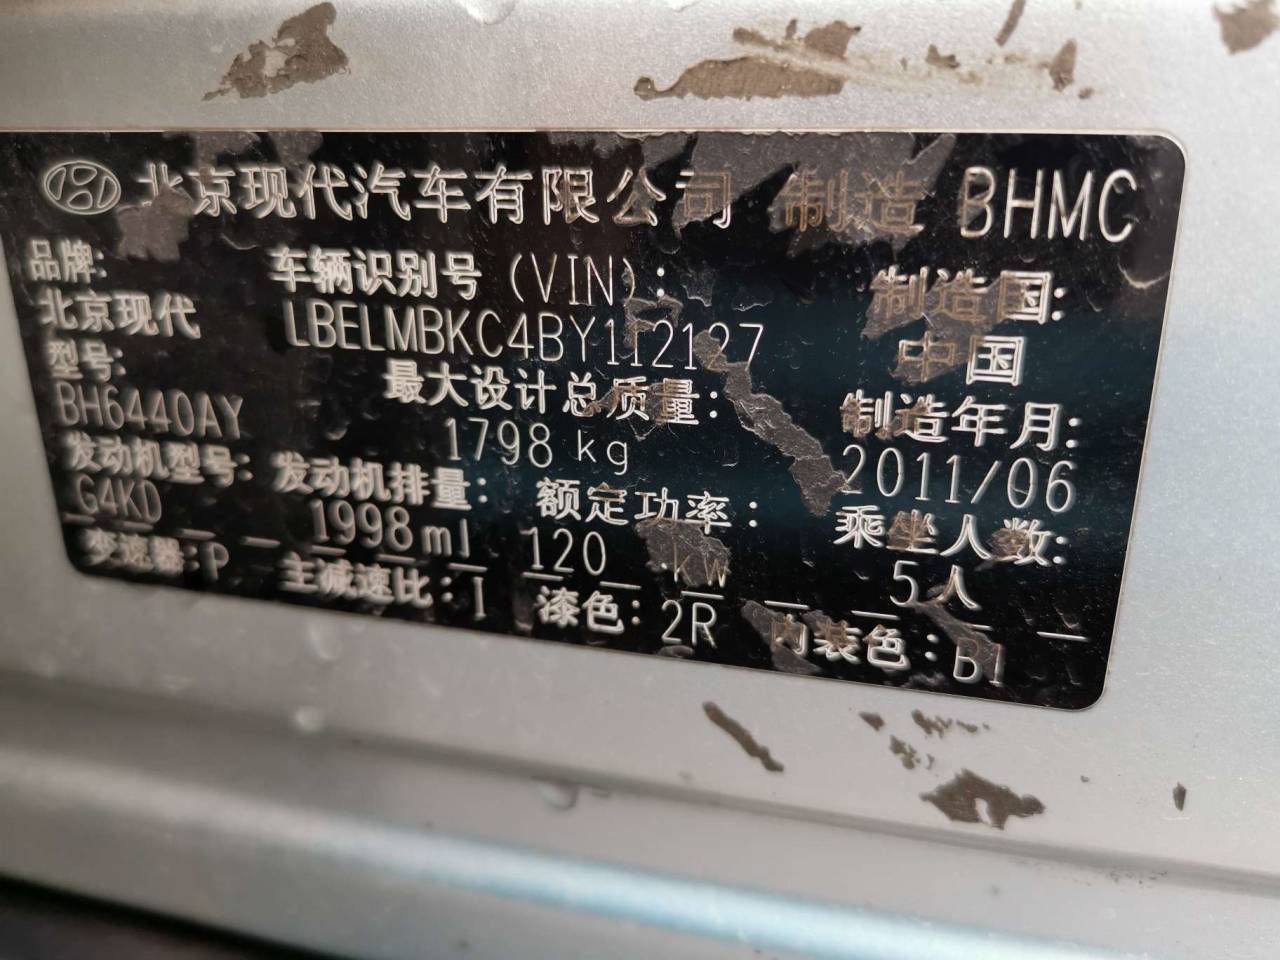 北京现代汽车有限公司 制造 BHMC
品牌: 车辆识别号 (VIN): 制造国:
北京现代 LBELMBKC4BY112127 中国
型号: 最大设计总质量: 制造年月:
BH6440AY 1798 kg 2011/06
发动机型号: 发动机排量: 额定功率: 乘坐人数:
G4KD 1998ml 120 kw 5人
变速器:P 主减速比:I 漆色:2R 内装色:B1